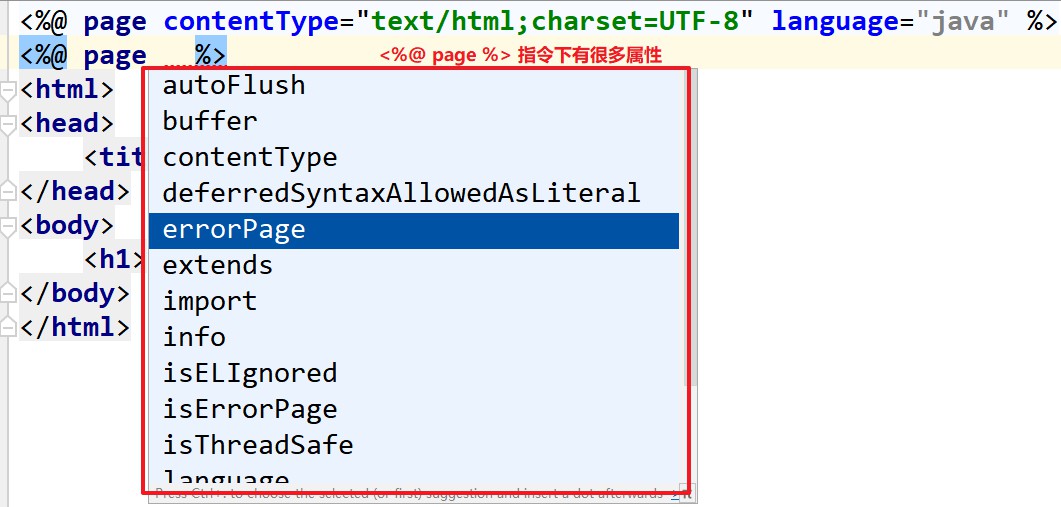 <%@ page contentType="text/html;charset=UTF-8" language="java" %>
<%@ page %> <%@ page %> 指令下有很多属性
<html>
<head>
<tit
</head>
<body>
<h1>
</body>
</html>
autoFlush
buffer
contentType
deferredSyntaxAllowedAsLiteral
errorPage
extends
import
info
isELIgnored
isErrorPage
isThreadSafe
language
Press Ctrl+. to choose the selected (or first) suggestion and insert a dot afterwards